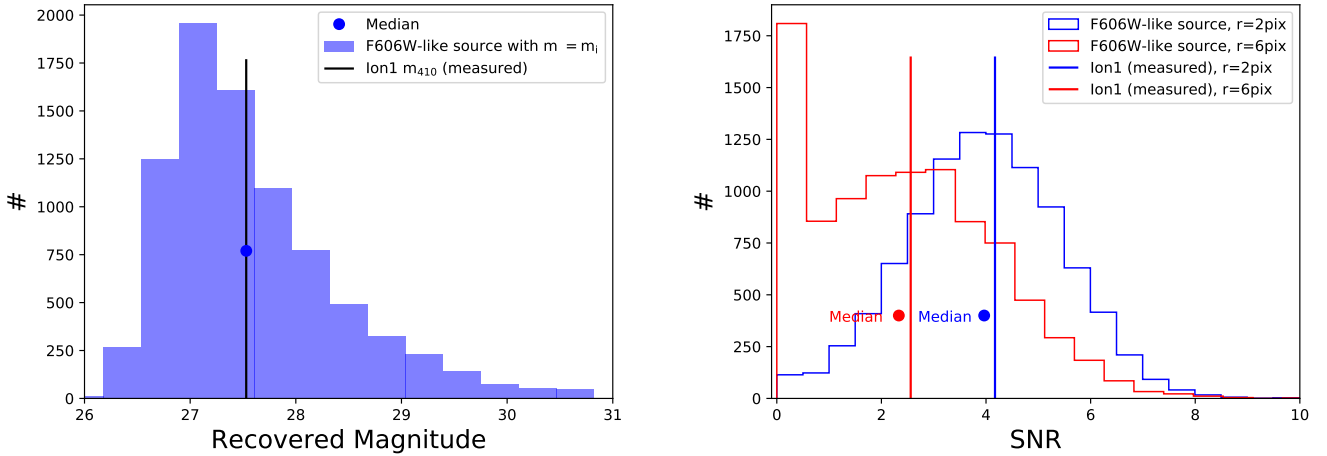 2000
1750
1500
1250
1000
750
500
250
0
#
26
27
28
29
30
31
Recovered Magnitude
Median
F606W-like source with m = mᵢ
Ion1 m₄₁₀ (measured)
1750
1500
1250
1000
750
500
250
0
#
0
2
4
6
8
10
SNR
F606W-like source, r=2pix
F606W-like source, r=6pix
Ion1 (measured), r=2pix
Ion1 (measured), r=6pix
Median
Median